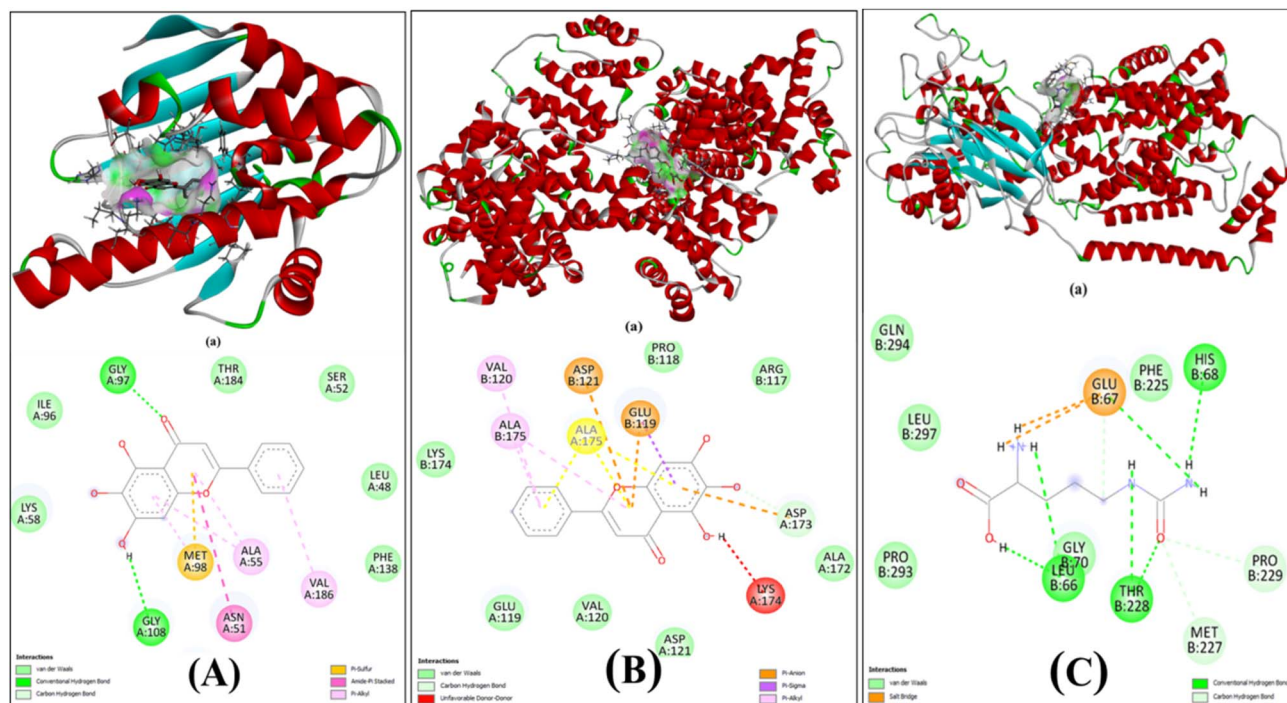 (a)
GLY
A:97
THR
A:184
SER
A:52
ILE
A:96
O
O
O
O
LEU
A:48
LYS
A:58
O
H
MET
A:98
ALA
A:55
VAL
A:186
PHE
A:138
GLY
A:108
ASN
A:51
(A)
Interactions
van der Waals
Conventional Hydrogen Bond
Carbon Hydrogen Bond
Pi-Sulfur
Amide-Pi Stacked
Pi-Alkyl
(a)
VAL
B:120
ASP
B:121
PRO
B:118
ARG
B:117
ALA
B:175
ALA
A:175
GLU
B:119
LYS
B:174
O
O
O
O
O
H
ASP
A:173
ALA
A:172
LYS
A:174
GLU
A:119
VAL
A:120
ASP
A:121
(B)
Interactions
van der Waals
Carbon Hydrogen Bond
Unfavorable Donor-Donor
Pi-Anion
Pi-Sigma
Pi-Alkyl
(a)
GLN
B:294
GLU
B:67
PHE
B:225
HIS
B:68
LEU
B:297
H
N
H
H
H
N
H
N
H
O
O
H
O
PRO
B:293
GLY
B:70
LEU
B:66
THR
B:228
PRO
B:229
MET
B:227
(C)
Interactions
van der Waals
Salt Bridge
Conventional Hydrogen Bond
Carbon Hydrogen Bond